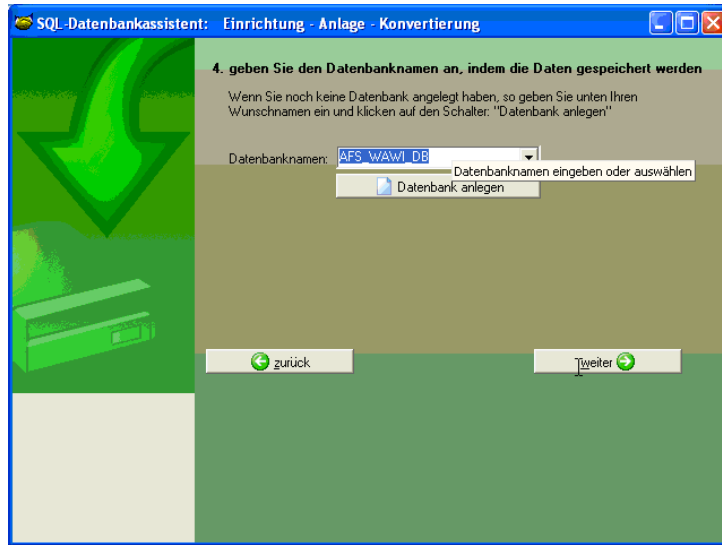 SQL-Datenbankassistent: Einrichtung - Anlage - Konvertierung
4. geben Sie den Datenbanknamen an, indem die Daten gespeichert werden
Wenn Sie noch keine Datenbank angelegt haben, so geben Sie unten Ihren
Wunschnamen ein und klicken auf den Schalter: "Datenbank anlegen"
Datenbanknamen: AFS_WAWI_DB
Datenbanknamen eingeben oder auswählen
Datenbank anlegen
zurück
weiter